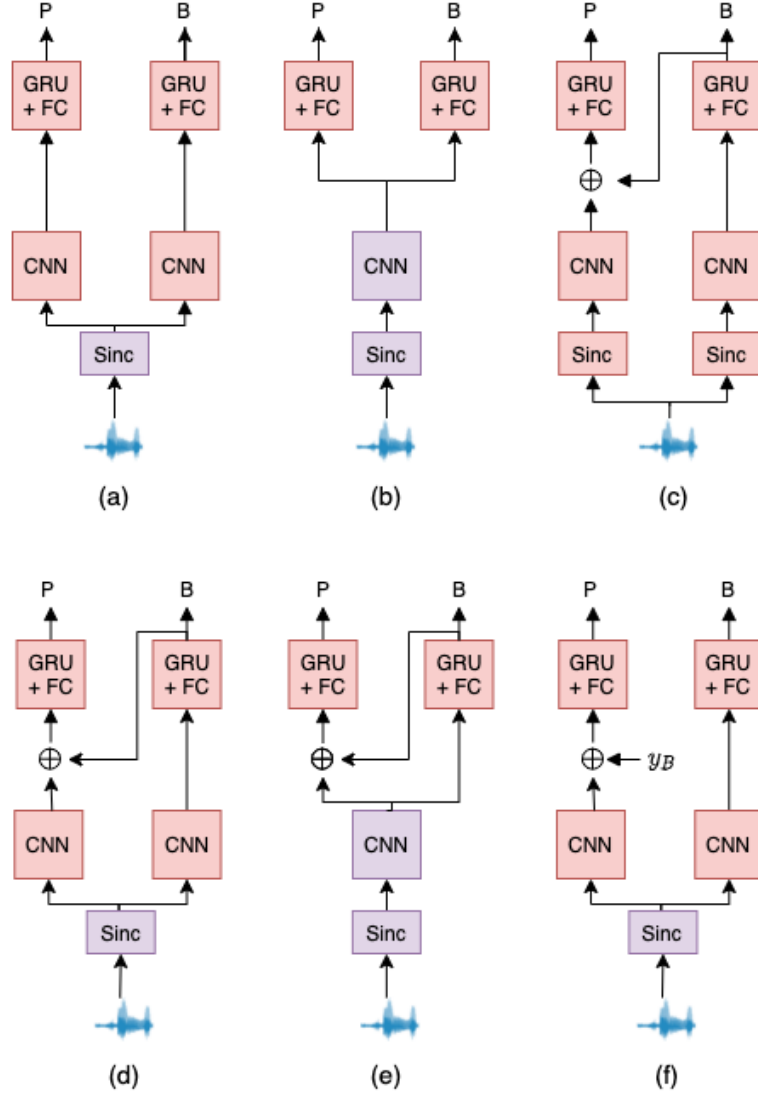 P B P B P B
GRU + FC GRU + FC GRU + FC GRU + FC GRU + FC GRU + FC
CNN CNN CNN CNN CNN
Sinc Sinc Sinc Sinc
(a) (b) (c)
P B P B P B
GRU + FC GRU + FC GRU + FC GRU + FC GRU + FC GRU + FC
y_B
CNN CNN CNN CNN CNN
Sinc Sinc Sinc
(d) (e) (f)